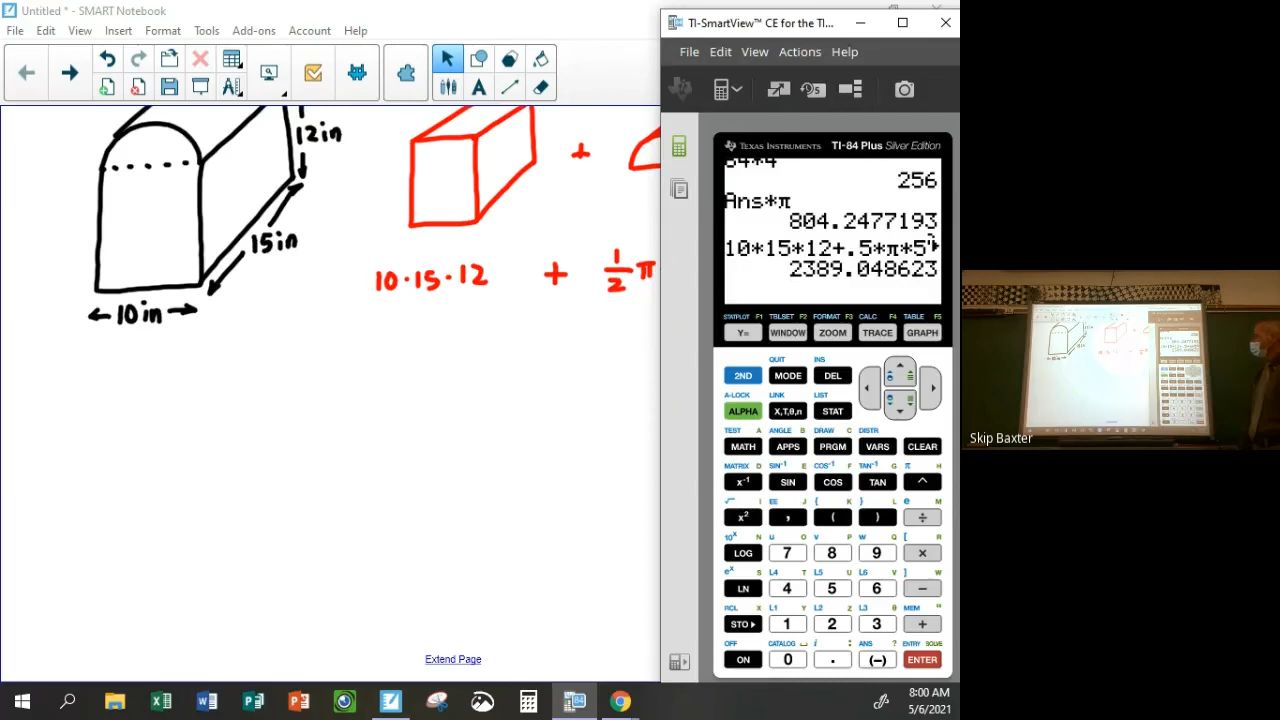 Untitled * - SMART Notebook
File Edit View Insert Format Tools Add-ons Account Help
12in
15in
10in
+
10·15·12 + 1/2 π
Extend Page
TI-SmartView™ CE for the TI...
File Edit View Actions Help
TEXAS INSTRUMENTS TI-84 Plus Silver Edition
64*4
256
Ans*π
804.2477193
10*15*12+.5*π*5
2389.048623
STATPLOT F1 TBLSET F2 FORMAT F3 CALC F4 TABLE F5
Y= WINDOW ZOOM TRACE GRAPH
QUIT INS
2ND MODE DEL
A-LOCK LINK LIST
ALPHA X,T,θ,n STAT
TEST A ANGLE B DRAW C DISTR
MATH APPS PRGM VARS CLEAR
MATRIX D SIN⁻¹ E COS⁻¹ F TAN⁻¹ G π H
x⁻¹ SIN COS TAN ^
√ I EE J { K } L e M
x² , ( ) ÷
10ˣ N u O v P w Q [ R
LOG 7 8 9 ×
eˣ S L4 T L5 U L6 V ] W
LN 4 5 6 −
RCL X L1 Y L2 Z L3 θ MEM "
STO▸ 1 2 3 +
OFF CATALOG i : ANS ? ENTRY SOLVE
ON 0 . (−) ENTER
Skip Baxter
8:00 AM
5/6/2021